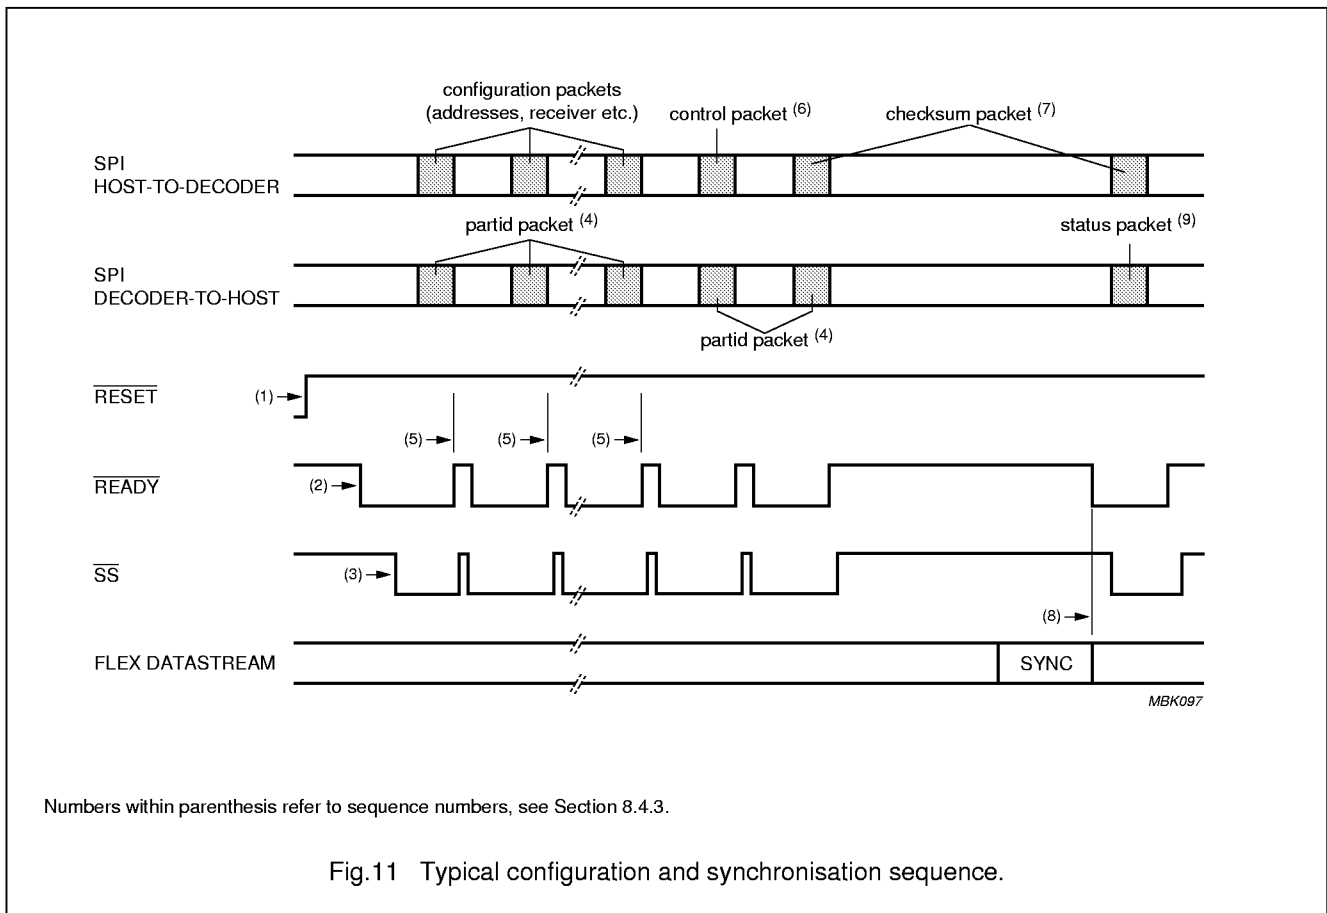 configuration packets
(addresses, receiver etc.)
control packet (6)
checksum packet (7)
SPI
HOST-TO-DECODER
partid packet (4)
status packet (9)
SPI
DECODER-TO-HOST
partid packet (4)
RESET
(1)
(5)
(5)
(5)
READY
(2)
SS
(3)
(8)
FLEX DATASTREAM
SYNC
MBK097
Numbers within parenthesis refer to sequence numbers, see Section 8.4.3.
Fig.11 Typical configuration and synchronisation sequence.